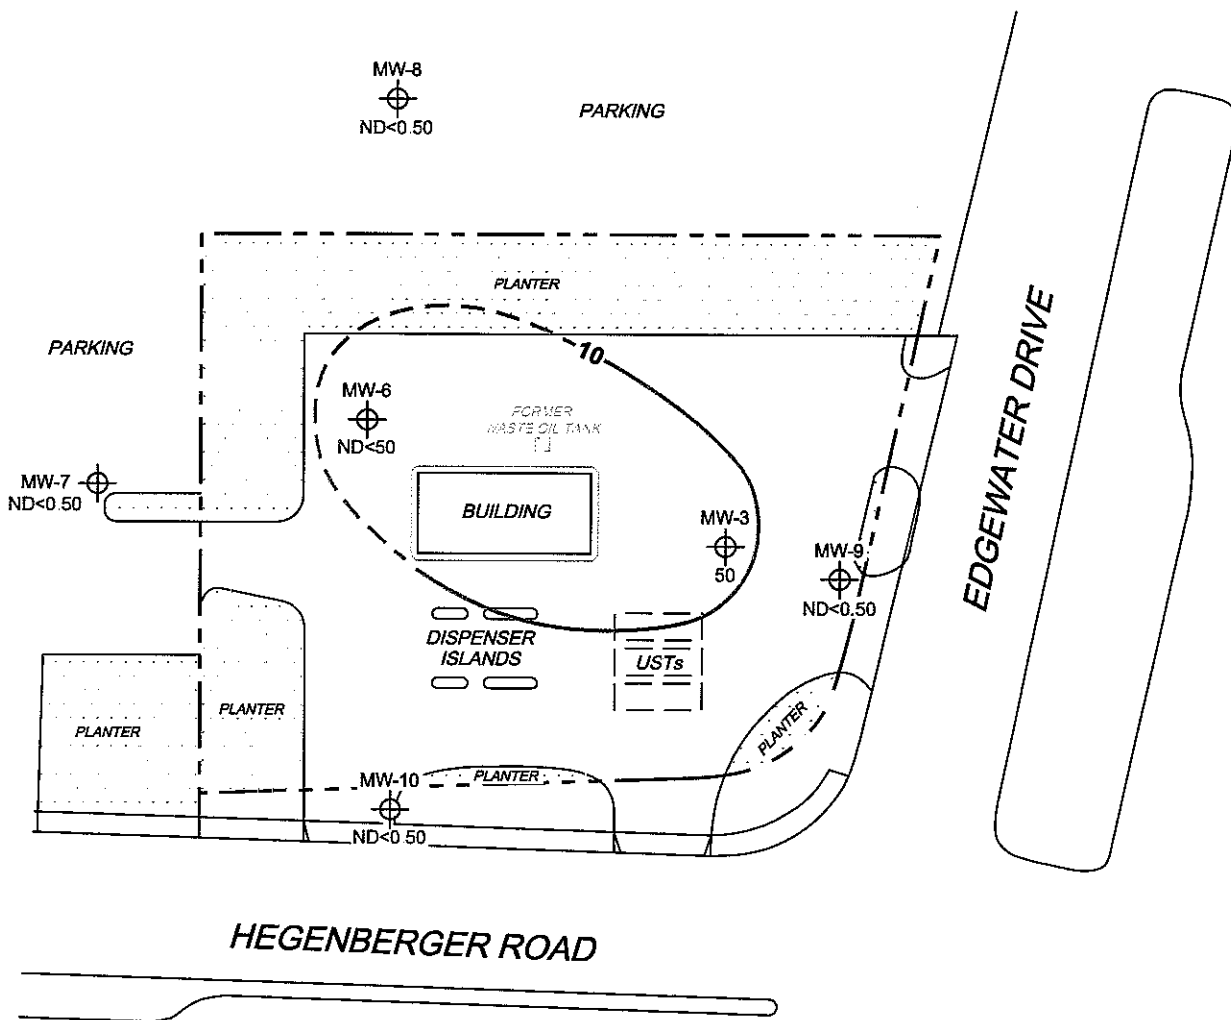 MW-8
ND<0.50
PARKING
PLANTER
10
PARKING
MW-6
ND<50
FORMER
WASTE OIL TANK
MW-7
ND<0.50
BUILDING
MW-3
50
MW-9
ND<0.50
EDGEWATER DRIVE
DISPENSER
ISLANDS
USTs
PLANTER
PLANTER
PLANTER
PLANTER
MW-10
ND<0.50
HEGENBERGER ROAD